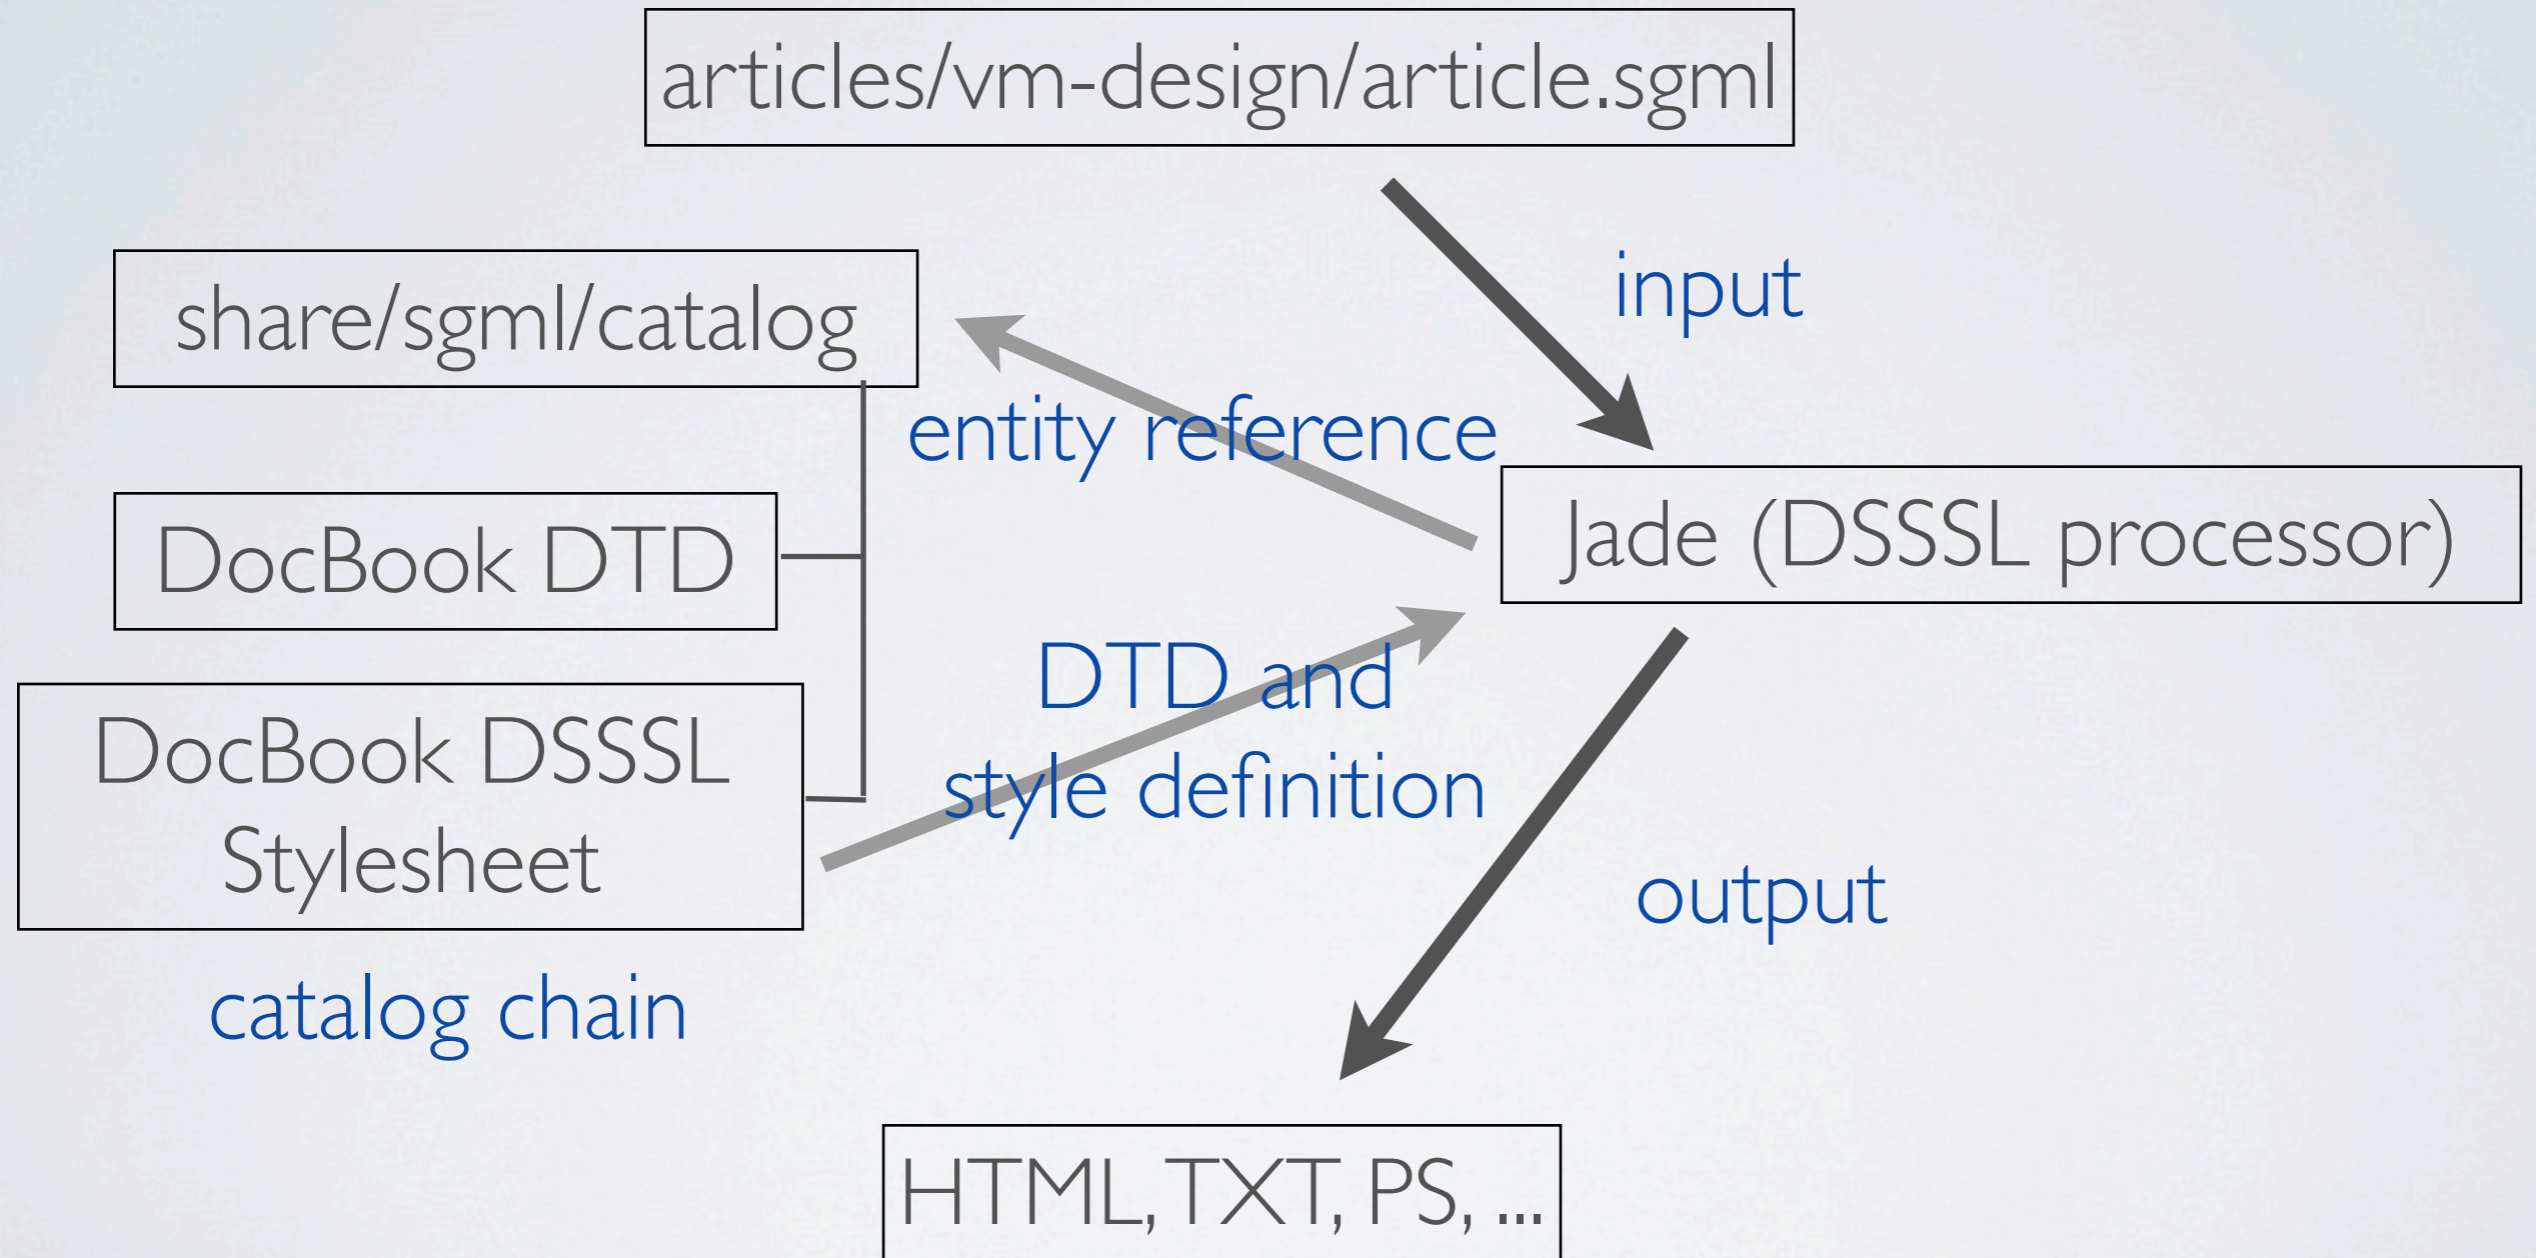 articles/vm-design/article.sgml
input
share/sgml/catalog
entity reference
Jade (DSSSL processor)
DocBook DTD
DTD and
style definition
DocBook DSSSL
Stylesheet
output
catalog chain
HTML, TXT, PS, ...